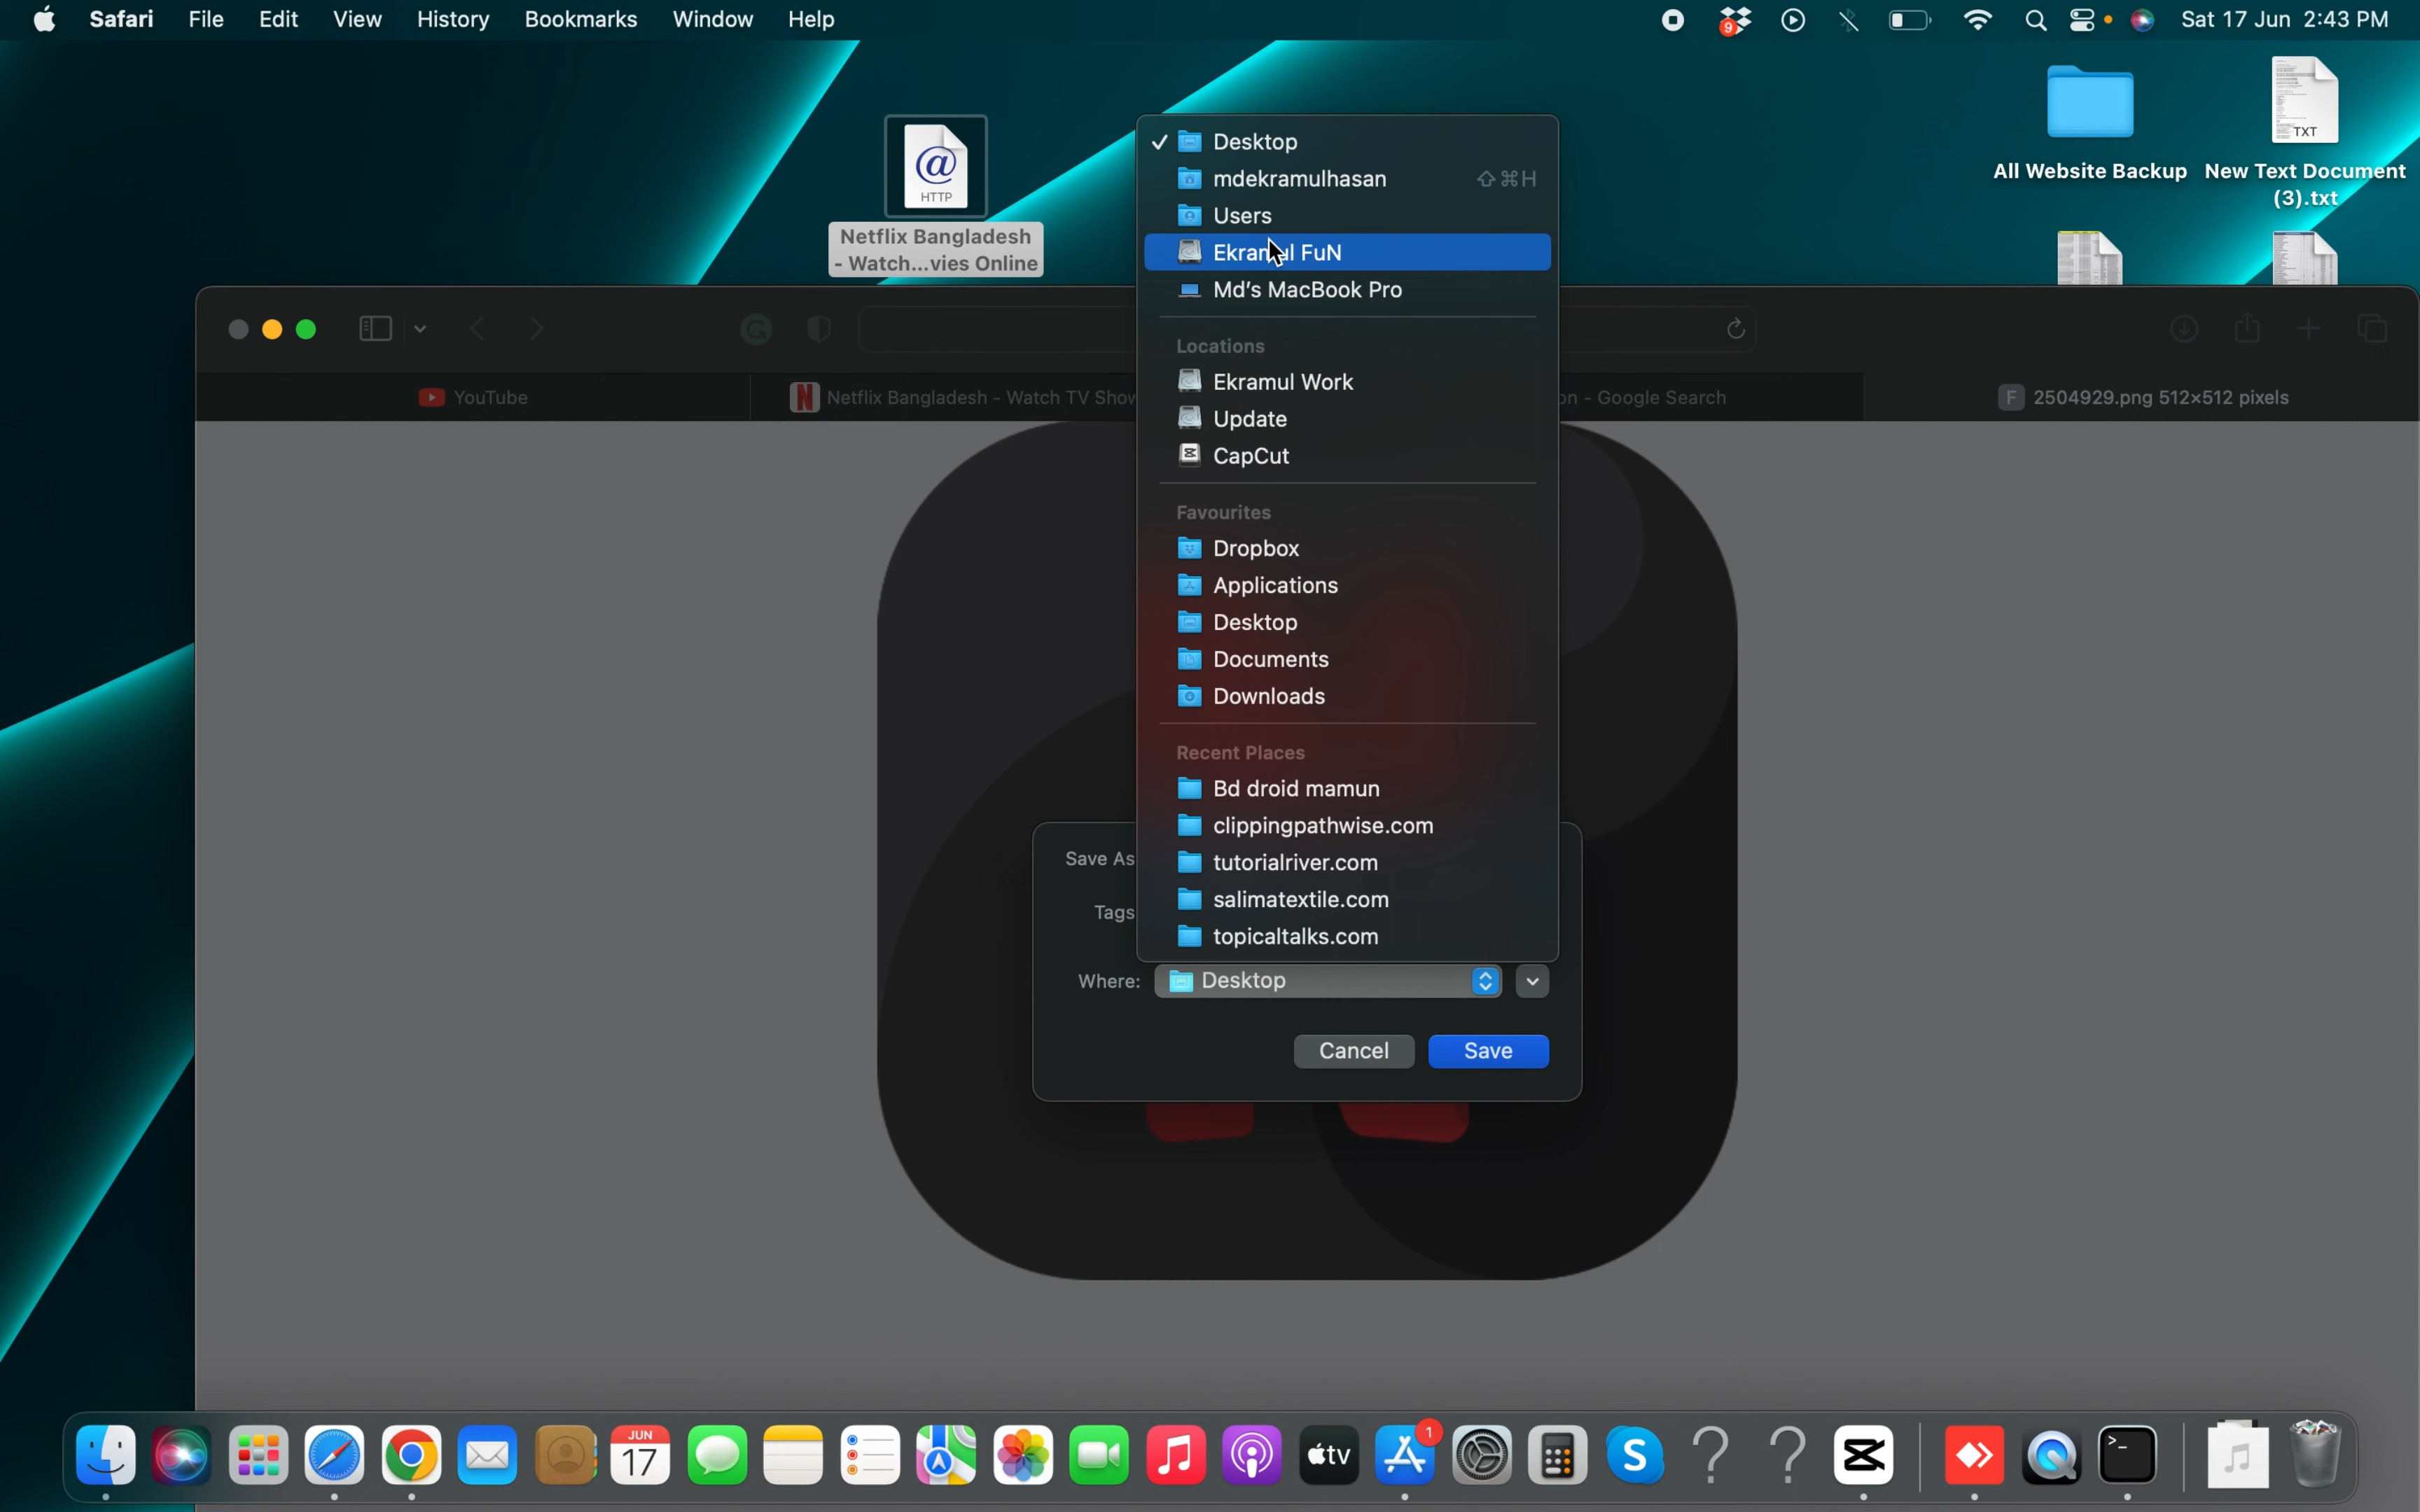 Safari File Edit View History Bookmarks Window Help
9
Sat 17 Jun 2:43 PM
All Website Backup
TXT
New Text Document
(3).txt
HTTP
Netflix Bangladesh
- Watch...vies Online
✓ Desktop
mdekramulhasan ⇧⌘H
Users
Ekramul FuN
Md's MacBook Pro
Locations
Ekramul Work
Update
CapCut
Favourites
Dropbox
Applications
Desktop
Documents
Downloads
Recent Places
Bd droid mamun
clippingpathwise.com
tutorialriver.com
salimatextile.com
topicaltalks.com
YouTube
Netflix Bangladesh - Watch TV Show
on - Google Search
F 2504929.png 512×512 pixels
Save As
Tags
Where: Desktop
Cancel Save
JUN
17
tv
1
S
? ?
>_